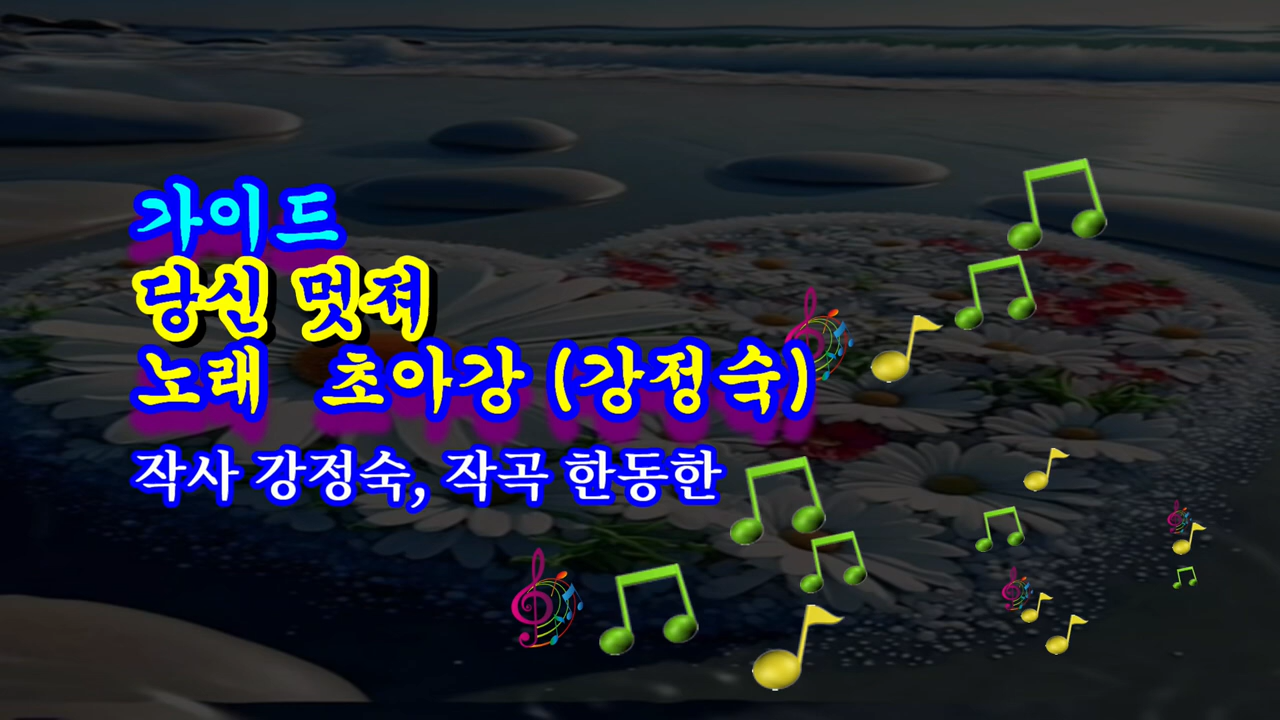 가이드
당신 멋져
노래 초아강 (강정숙)
작사 강정숙, 작곡 한동한